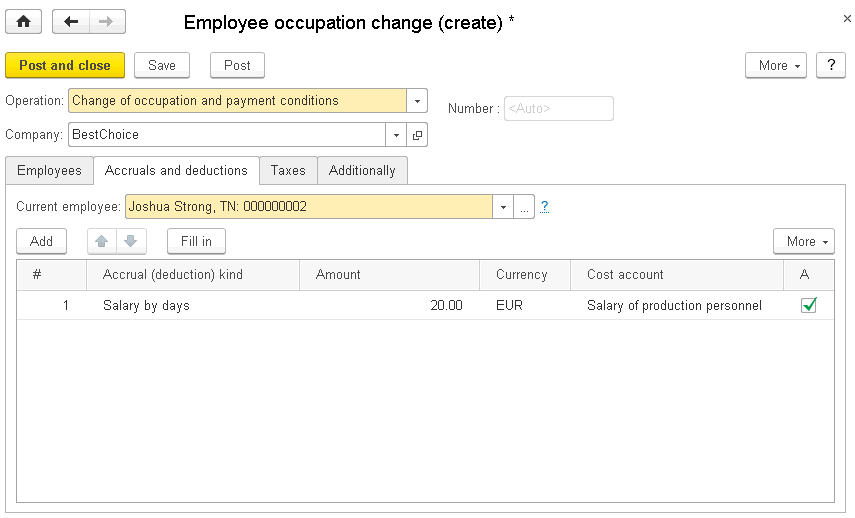 Employee occupation change (create) *
Post and close Save Post More ?
Operation: Change of occupation and payment conditions Number : <Auto>
Company: BestChoice
Employees Accruals and deductions Taxes Additionally
Current employee: Joshua Strong, TN: 000000002 ... ?
Add Fill in More
# Accrual (deduction) kind Amount Currency Cost account A
1 Salary by days 20.00 EUR Salary of production personnel